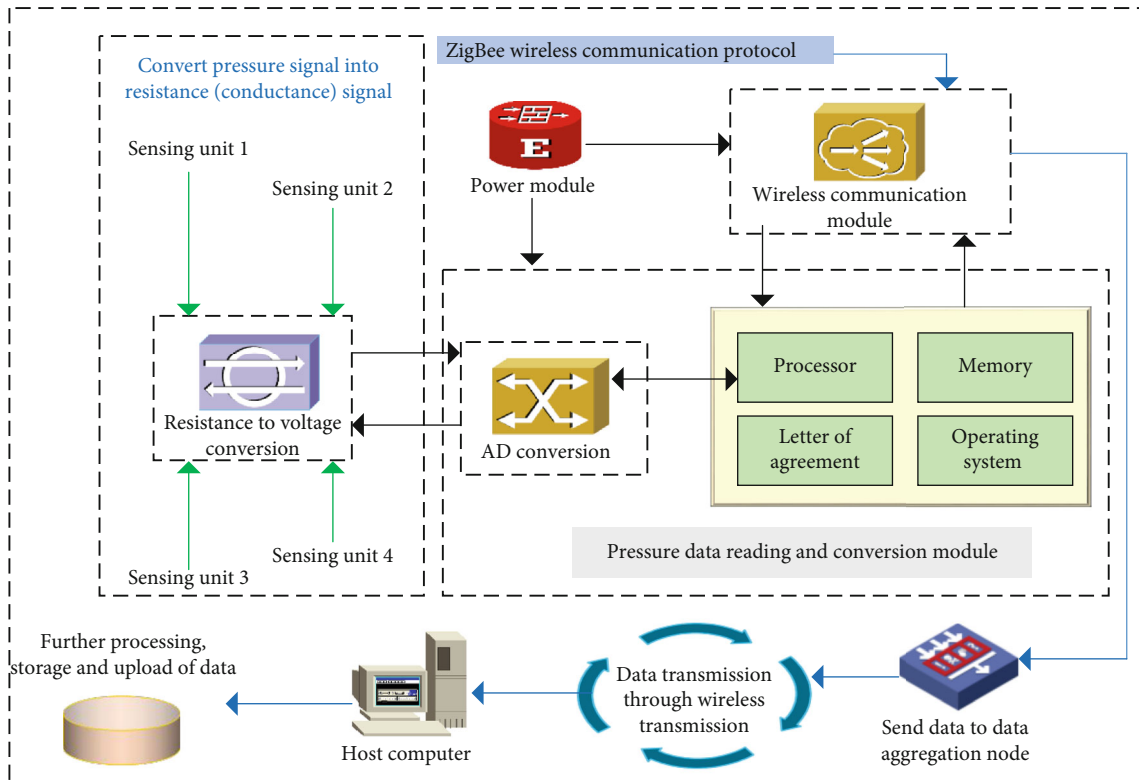 ZigBee wireless communication protocol
Convert pressure signal into
resistance (conductance) signal
Sensing unit 1
Sensing unit 2
E
Power module
Wireless communication
module
Resistance to voltage
conversion
AD conversion
Processor
Memory
Letter of
agreement
Operating
system
Sensing unit 3
Sensing unit 4
Pressure data reading and conversion module
Further processing,
storage and upload of data
Host computer
Data transmission
through wireless
transmission
Send data to data
aggregation node